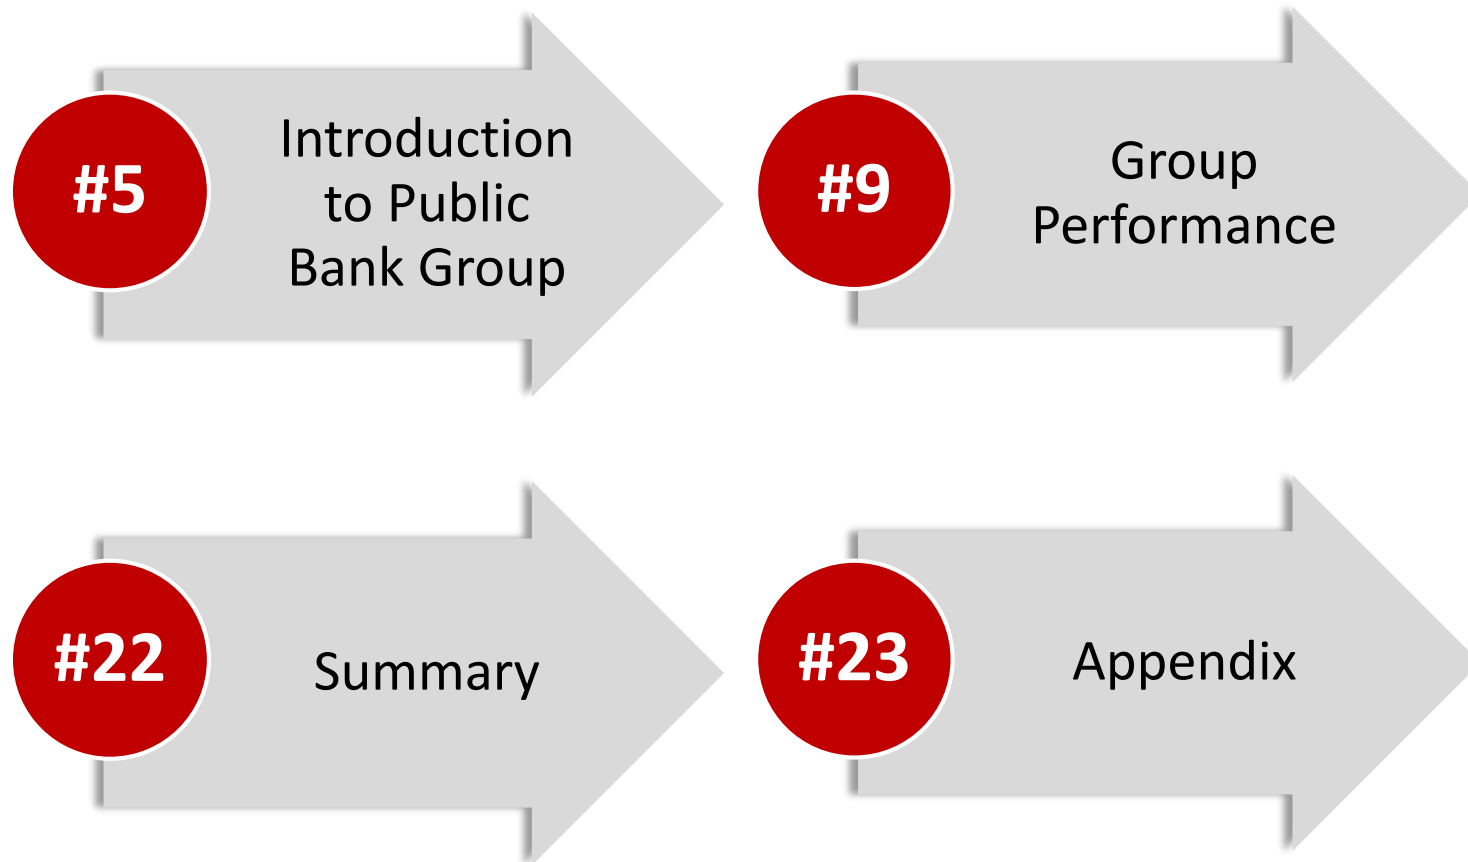 #5
Introduction
to Public
Bank Group
#9
Group
Performance
#22
Summary
#23
Appendix